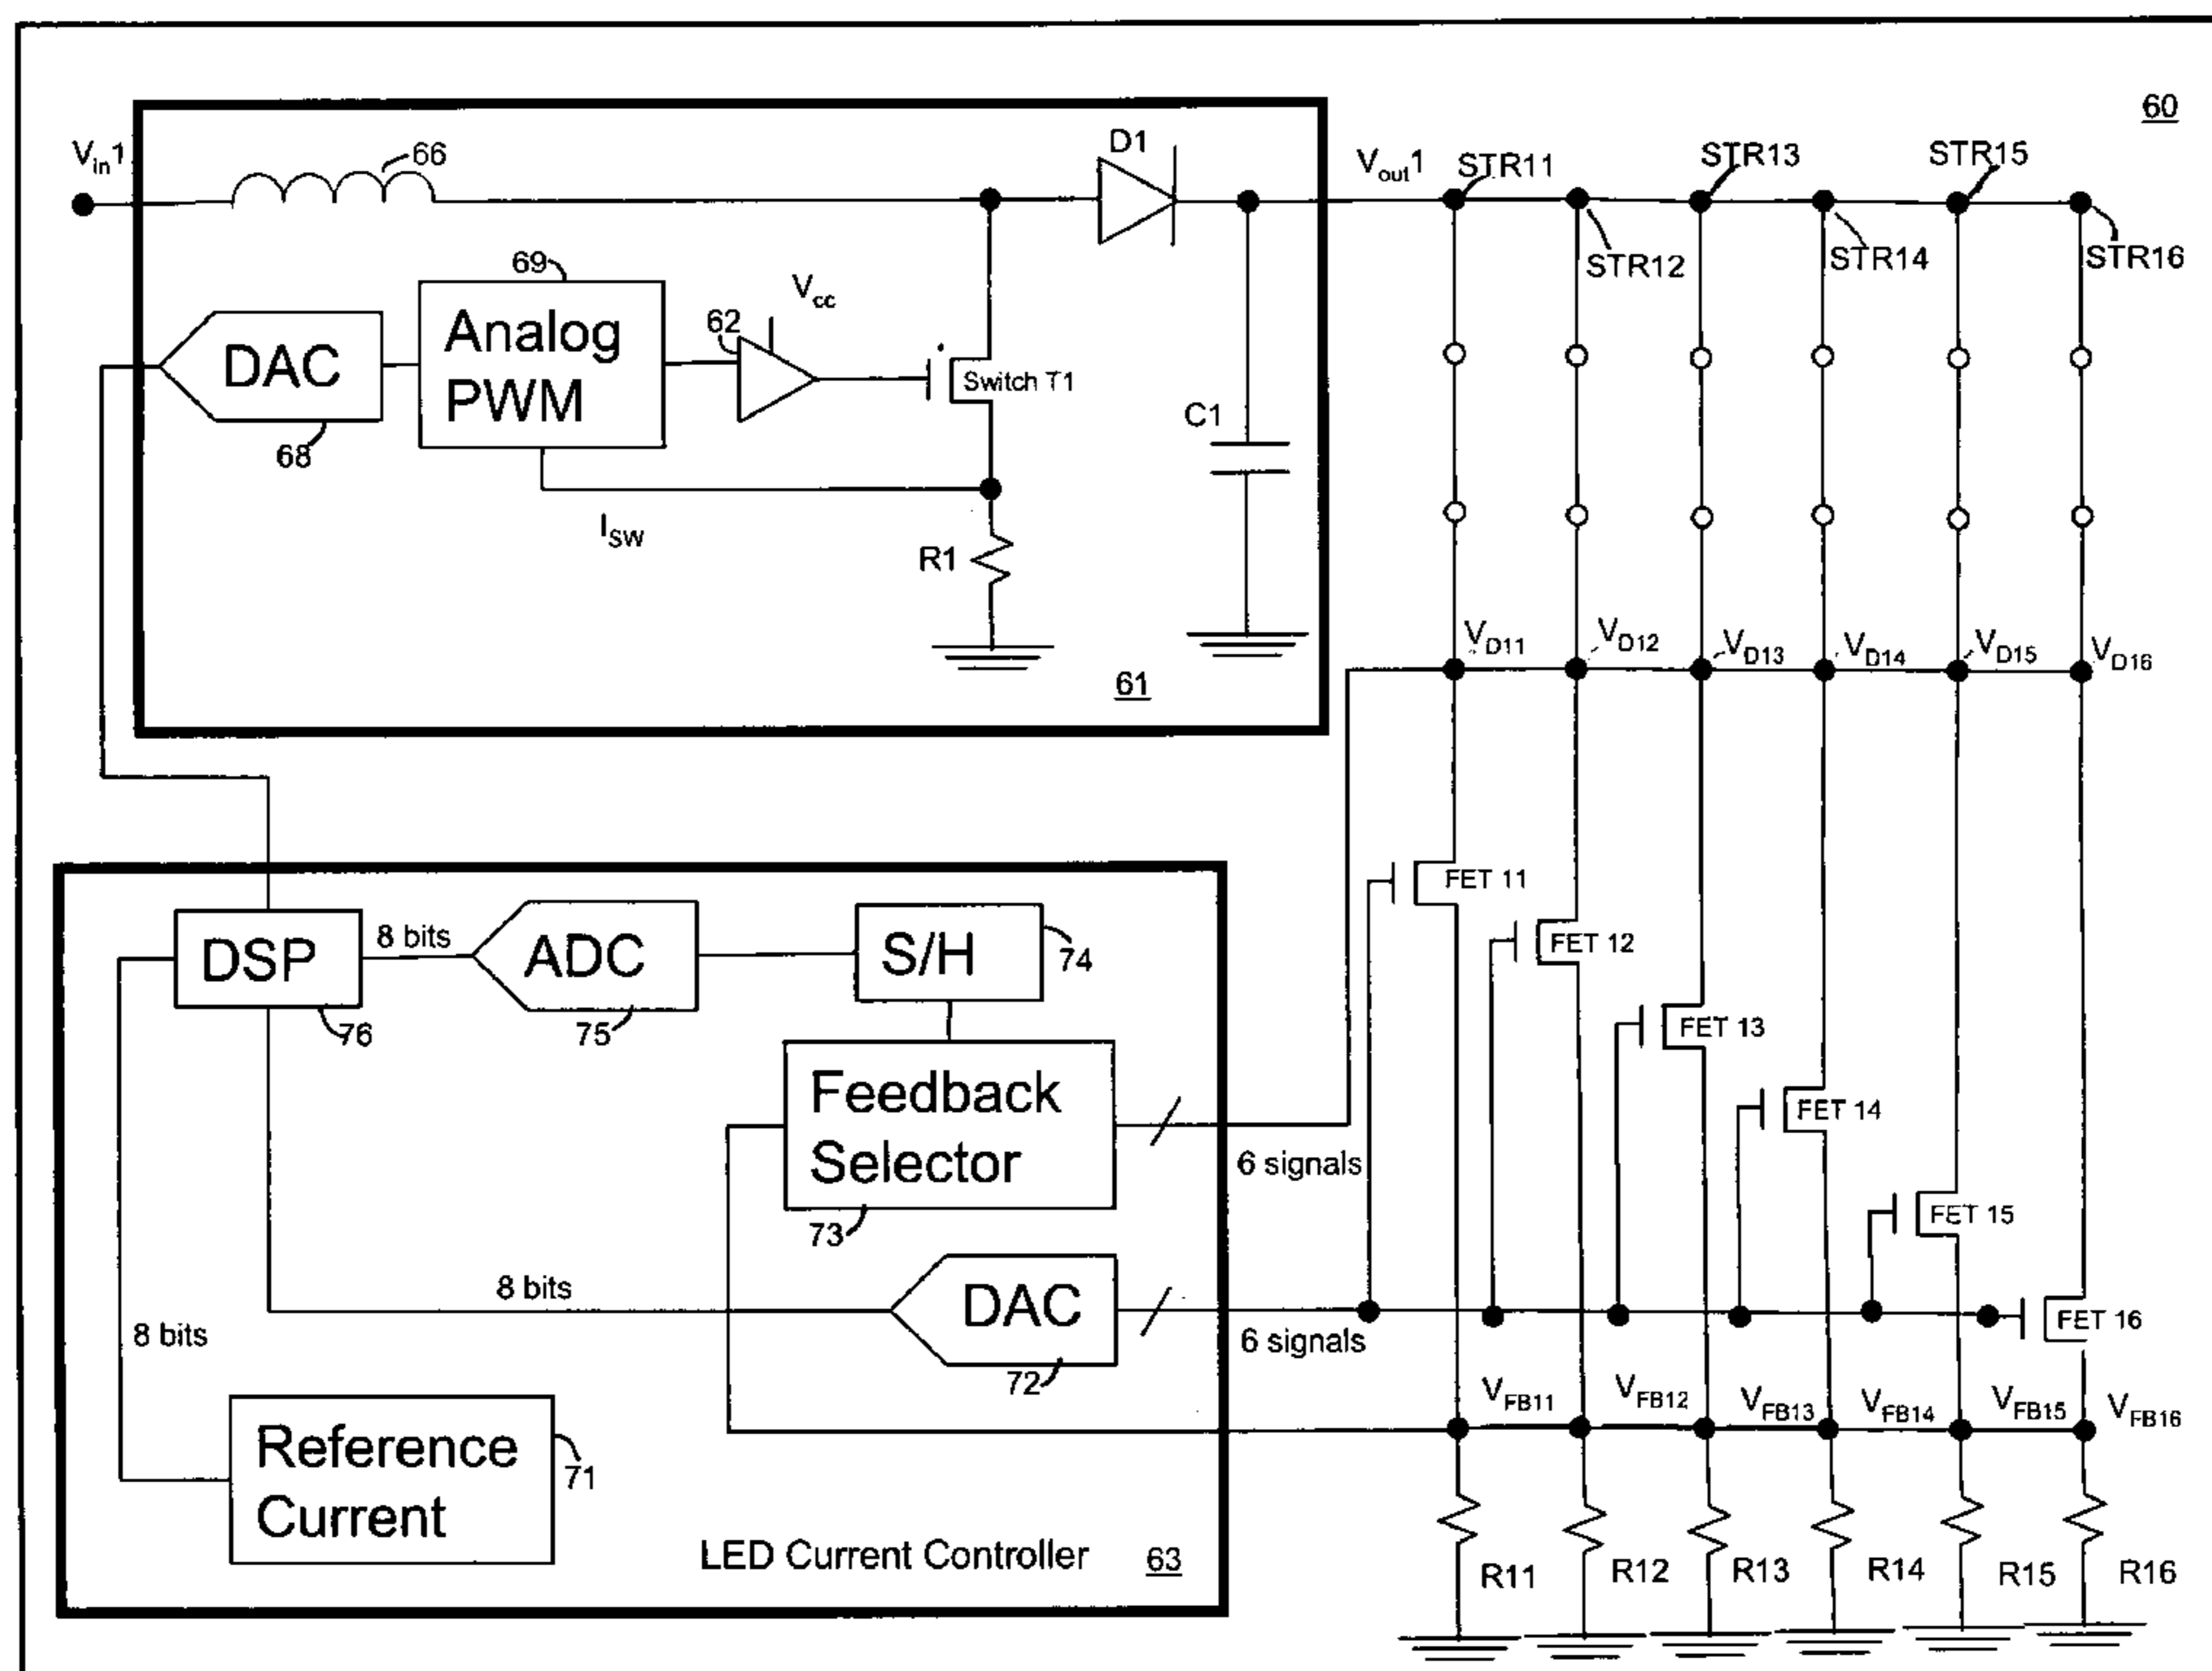 60
Vin1
66
D1
Vout1
STR11
STR13
STR15
STR12
STR14
STR16
69
Vcc
62
DAC
Analog
PWM
Switch T1
68
C1
ISW
R1
61
VD11
VD12
VD13
VD14
VD15
VD16
DSP
8 bits
ADC
S/H
74
76
75
FET 11
FET 12
FET 13
FET 14
FET 15
FET 16
Feedback
Selector
73
6 signals
8 bits
DAC
72
6 signals
8 bits
VFB11
VFB12
VFB13
VFB14
VFB15
VFB16
Reference
Current
71
LED Current Controller
63
R11
R12
R13
R14
R15
R16